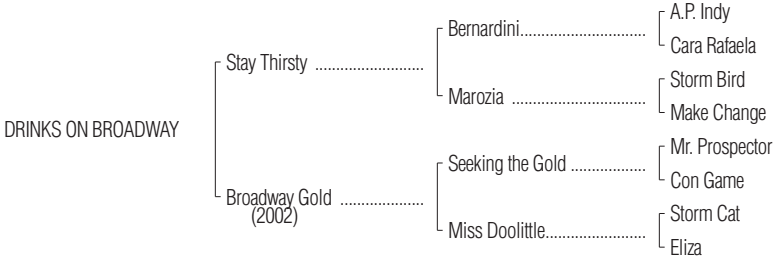 A.P. Indy
Bernardini..............................
Cara Rafaela
Stay Thirsty ..........................
Storm Bird
Marozia ................................
Make Change
DRINKS ON BROADWAY
Mr. Prospector
Seeking the Gold ..................
Con Game
Broadway Gold ....................
(2002)
Storm Cat
Miss Doolittle........................
Eliza